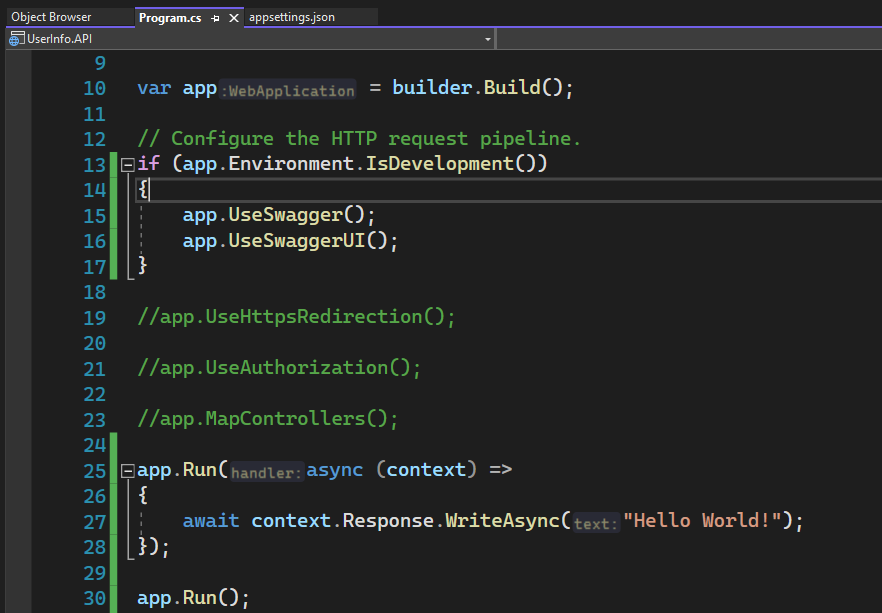 Object Browser Program.cs appsettings.json
UserInfo.API
9
10 var app :WebApplication = builder.Build();
11
12 // Configure the HTTP request pipeline.
13 if (app.Environment.IsDevelopment())
14 {
15 app.UseSwagger();
16 app.UseSwaggerUI();
17 }
18
19 //app.UseHttpsRedirection();
20
21 //app.UseAuthorization();
22
23 //app.MapControllers();
24
25 app.Run( handler: async (context) =>
26 {
27 await context.Response.WriteAsync( text: "Hello World!");
28 });
29
30 app.Run();